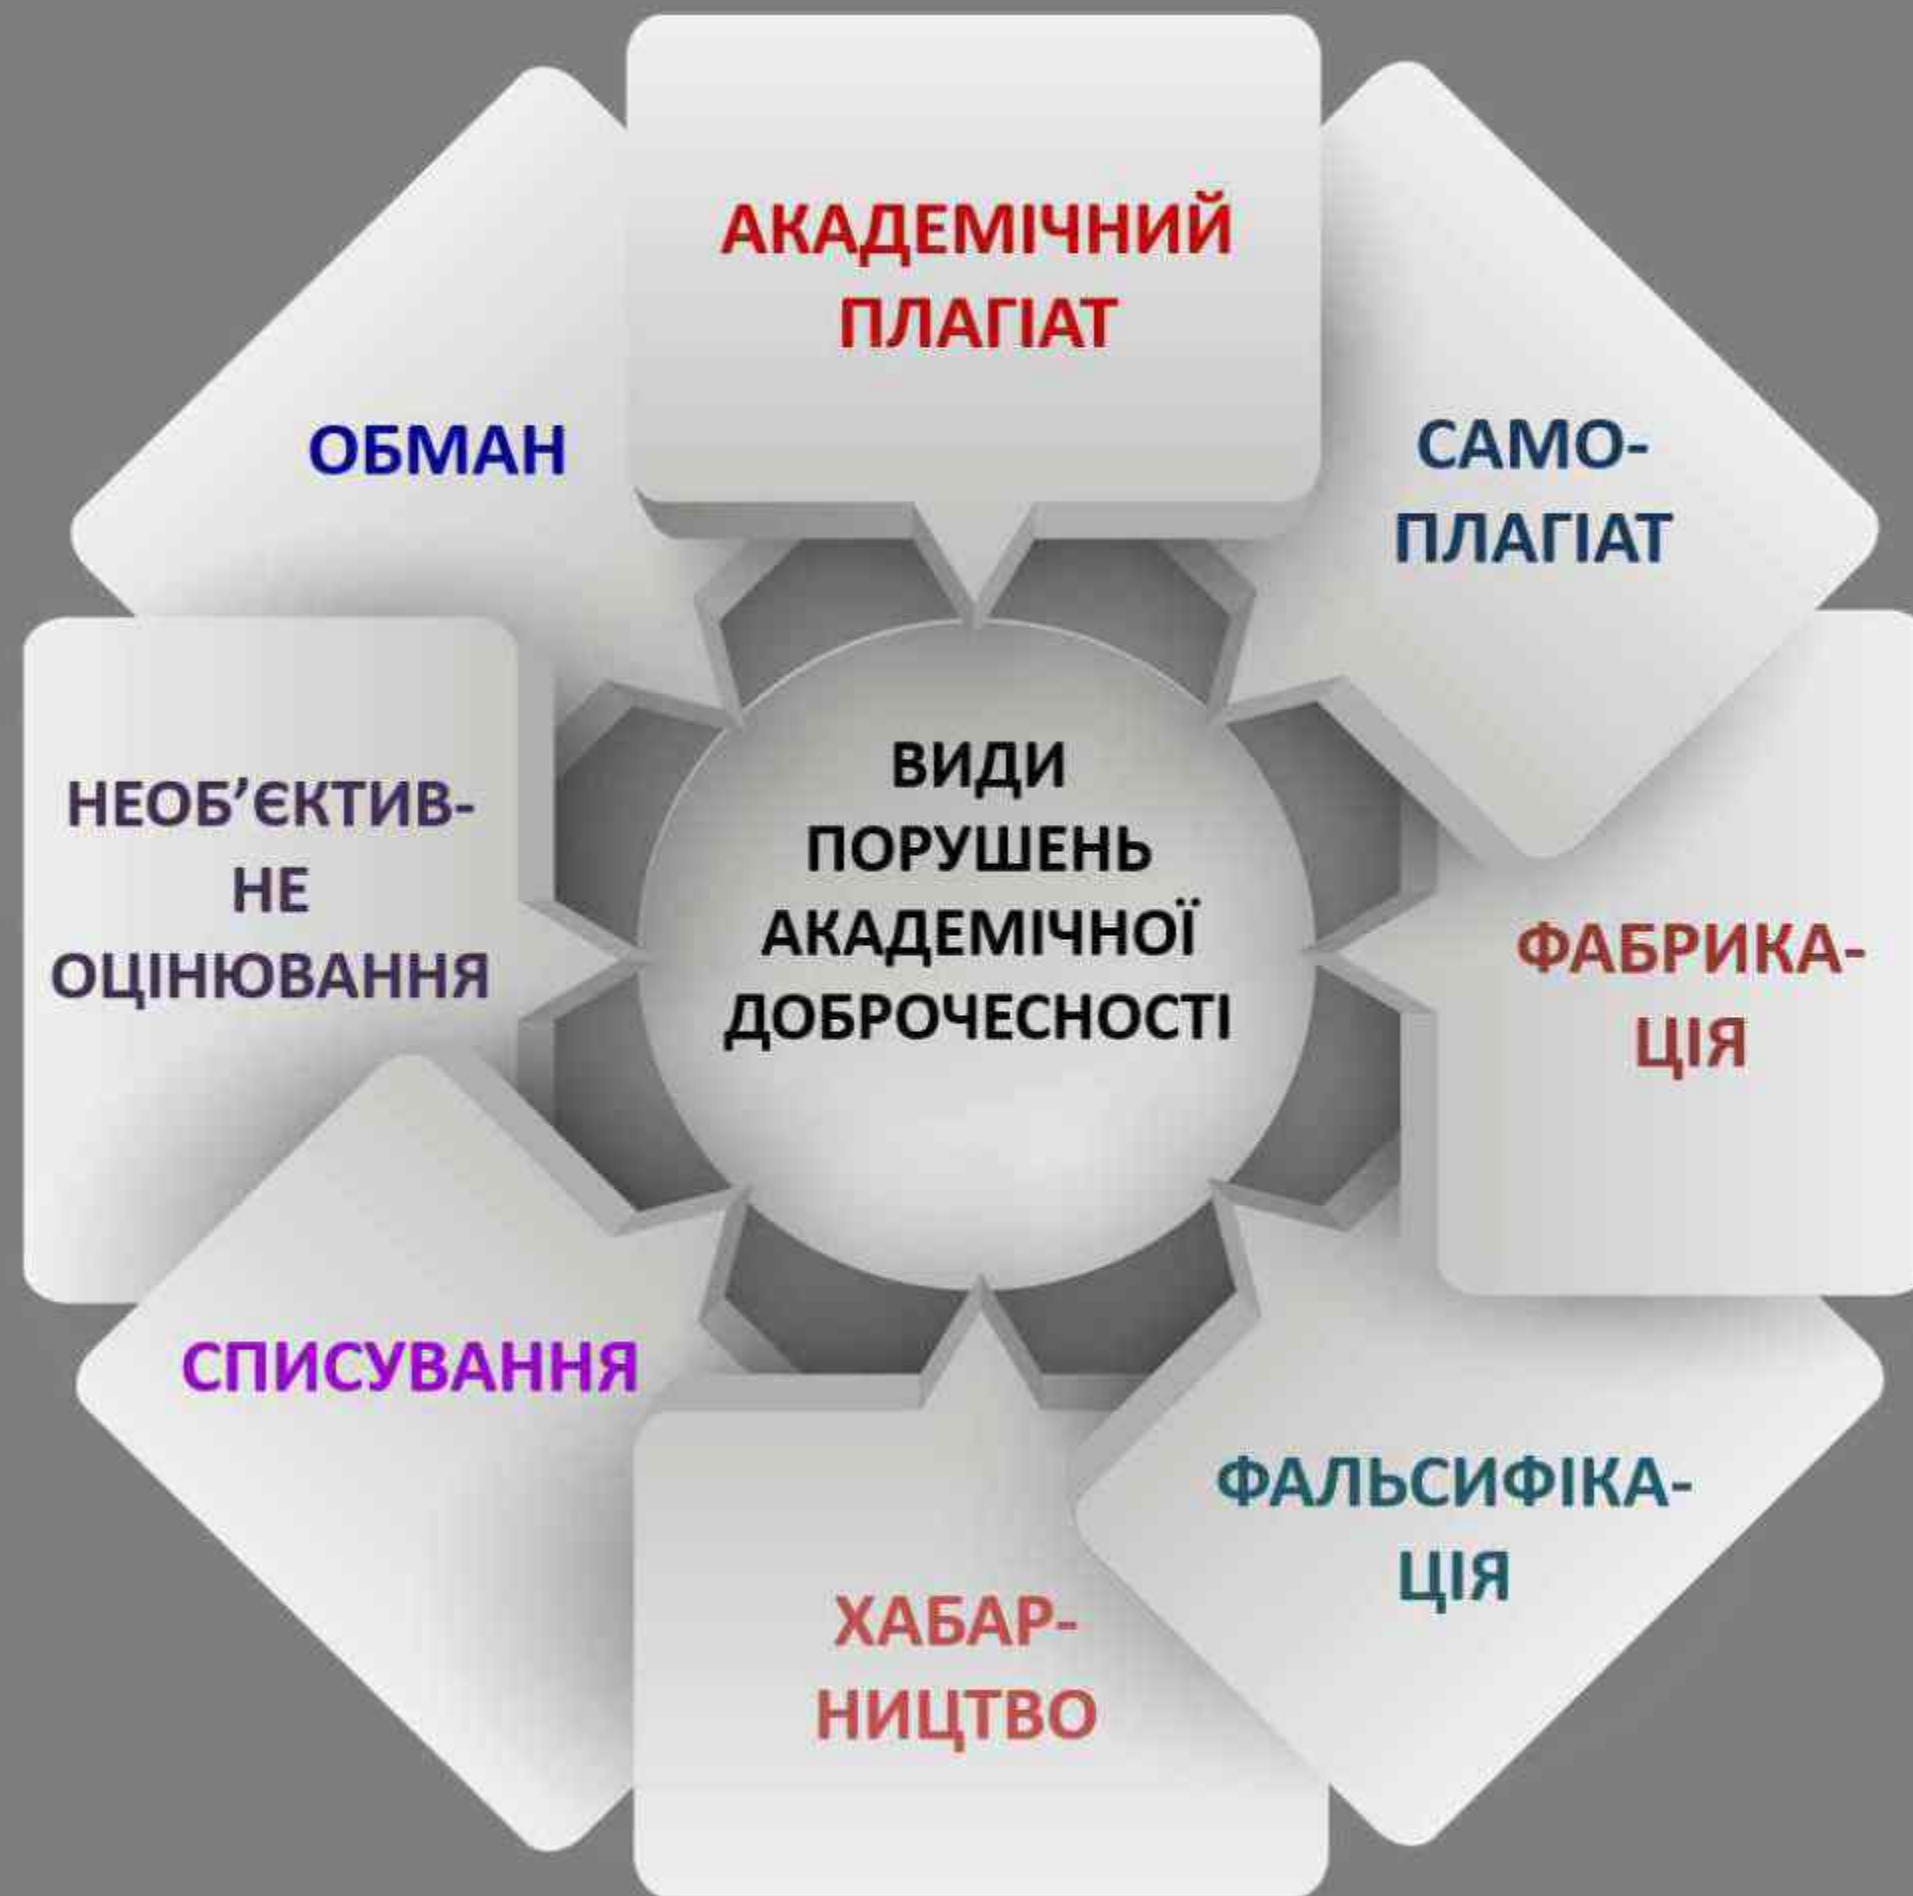 АКАДЕМІЧНИЙ
ПЛАГІАТ
САМО-
ПЛАГІАТ
ФАБРИКА-
ЦІЯ
ФАЛЬСИФІКА-
ЦІЯ
ХАБАР-
НИЦТВО
СПИСУВАННЯ
НЕОБ’ЄКТИВ-
НЕ
ОЦІНЮВАННЯ
ОБМАН
ВИДИ
ПОРУШЕНЬ
АКАДЕМІЧНОЇ
ДОБРОЧЕСНОСТІ